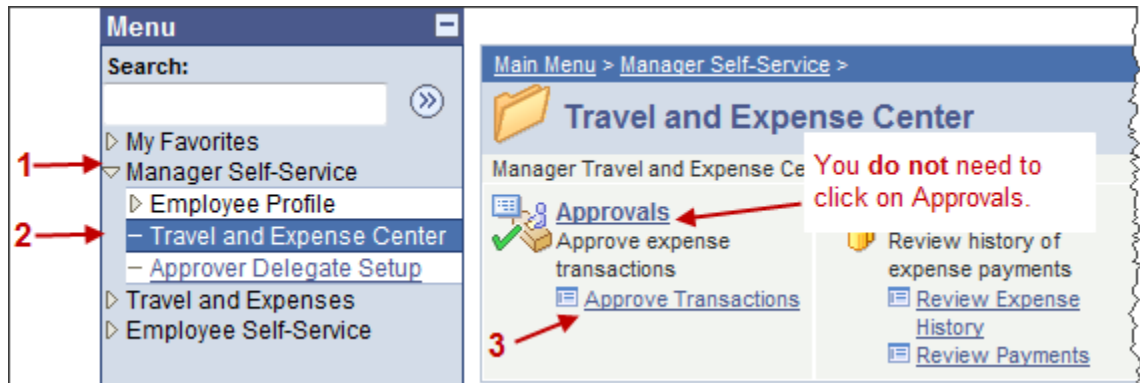 Menu
Search:
My Favorites
1
Manager Self-Service
Employee Profile
2
Travel and Expense Center
Approver Delegate Setup
Travel and Expenses
Employee Self-Service
Main Menu > Manager Self-Service >
Travel and Expense Center
Manager Travel and Expense Ce
You do not need to
click on Approvals.
Approvals
Approve expense
transactions
Approve Transactions
3
Review history of
expense payments
Review Expense
History
Review Payments